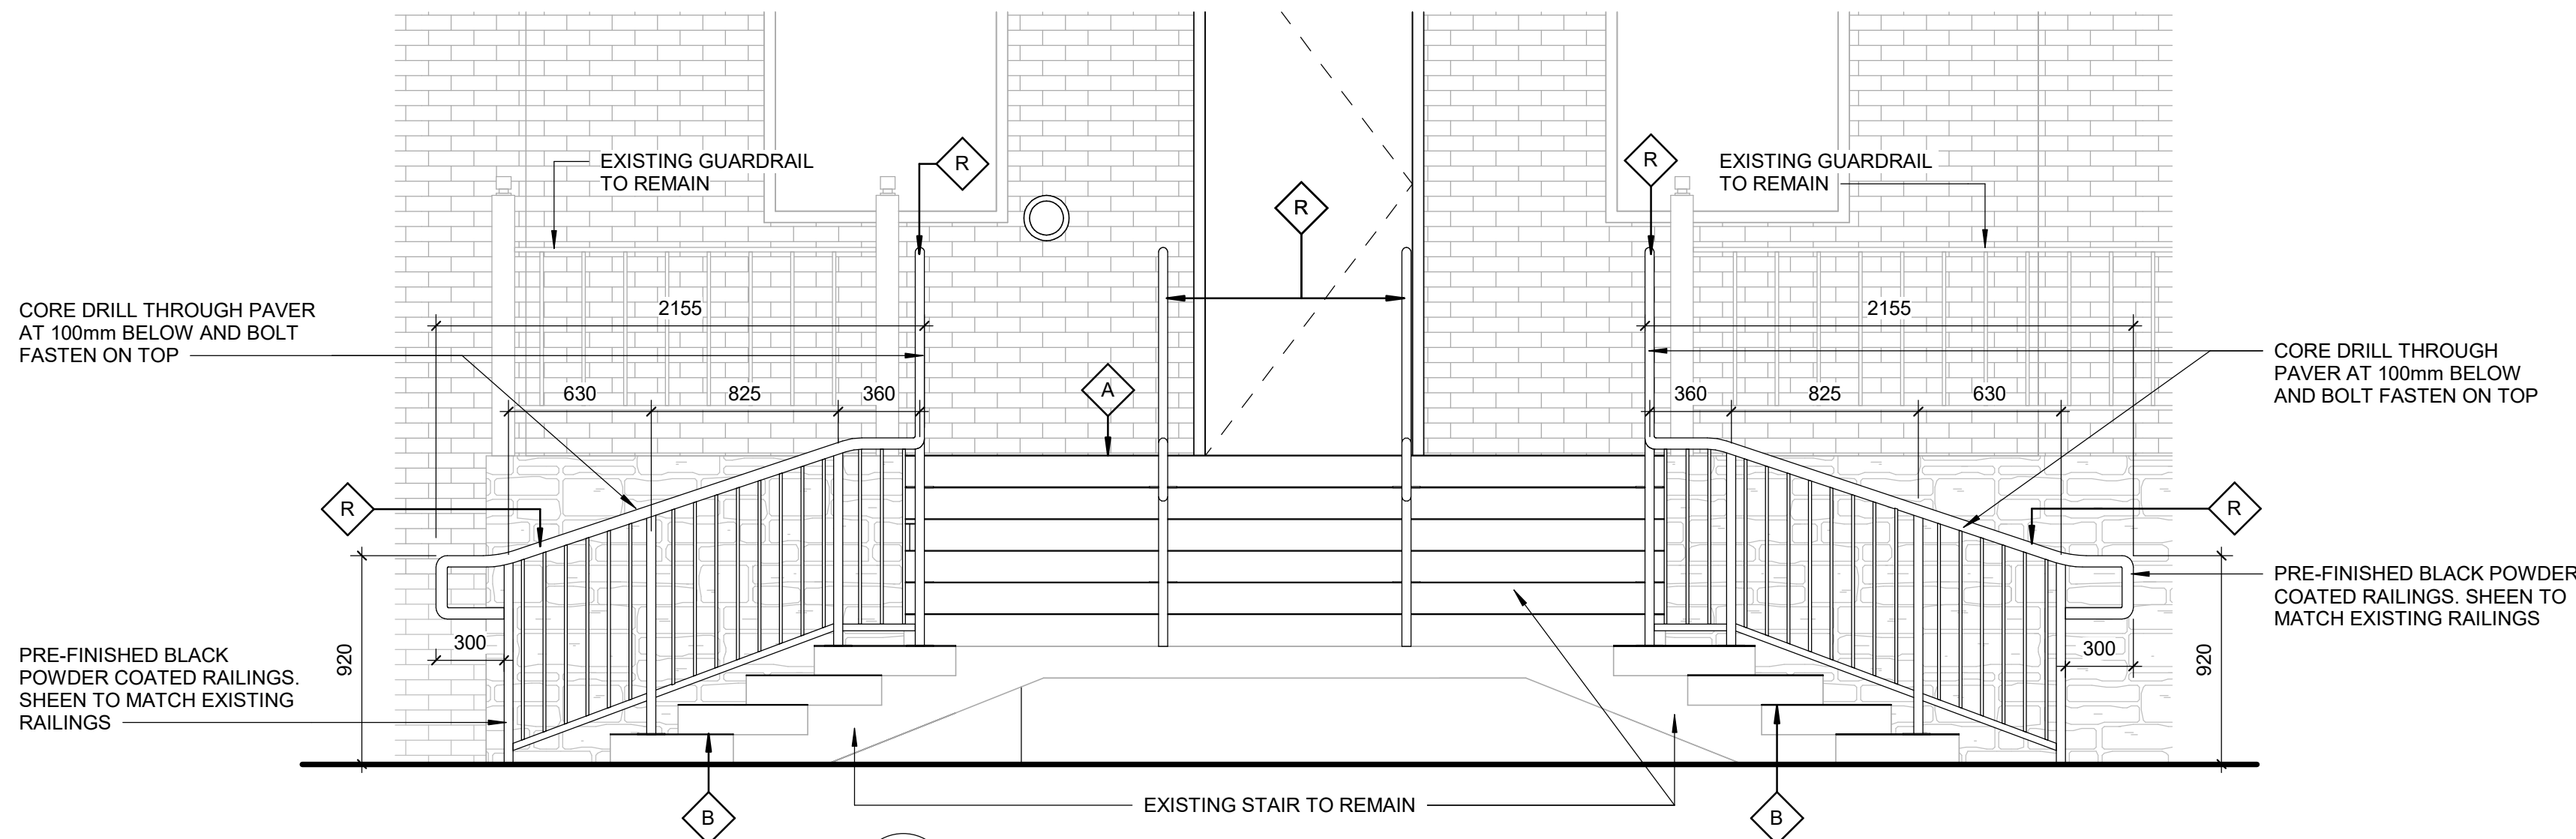 EXISTING GUARDRAIL
TO REMAIN
R
R
R
EXISTING GUARDRAIL
TO REMAIN
CORE DRILL THROUGH PAVER
AT 100mm BELOW AND BOLT
FASTEN ON TOP
2155
2155
CORE DRILL THROUGH
PAVER AT 100mm BELOW
AND BOLT FASTEN ON TOP
630
825
360
A
360
825
630
R
R
PRE-FINISHED BLACK POWDER
COATED RAILINGS. SHEEN TO
MATCH EXISTING RAILINGS
PRE-FINISHED BLACK
POWDER COATED RAILINGS.
SHEEN TO MATCH EXISTING
RAILINGS
920
300
300
920
B
EXISTING STAIR TO REMAIN
B